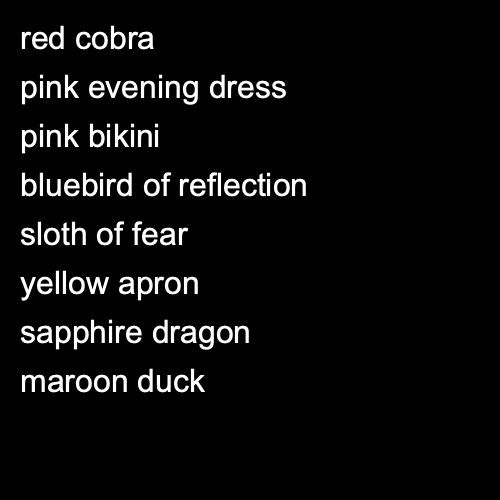 red cobra
pink evening dress
pink bikini
bluebird of reflection
sloth of fear
yellow apron
sapphire dragon
maroon duck